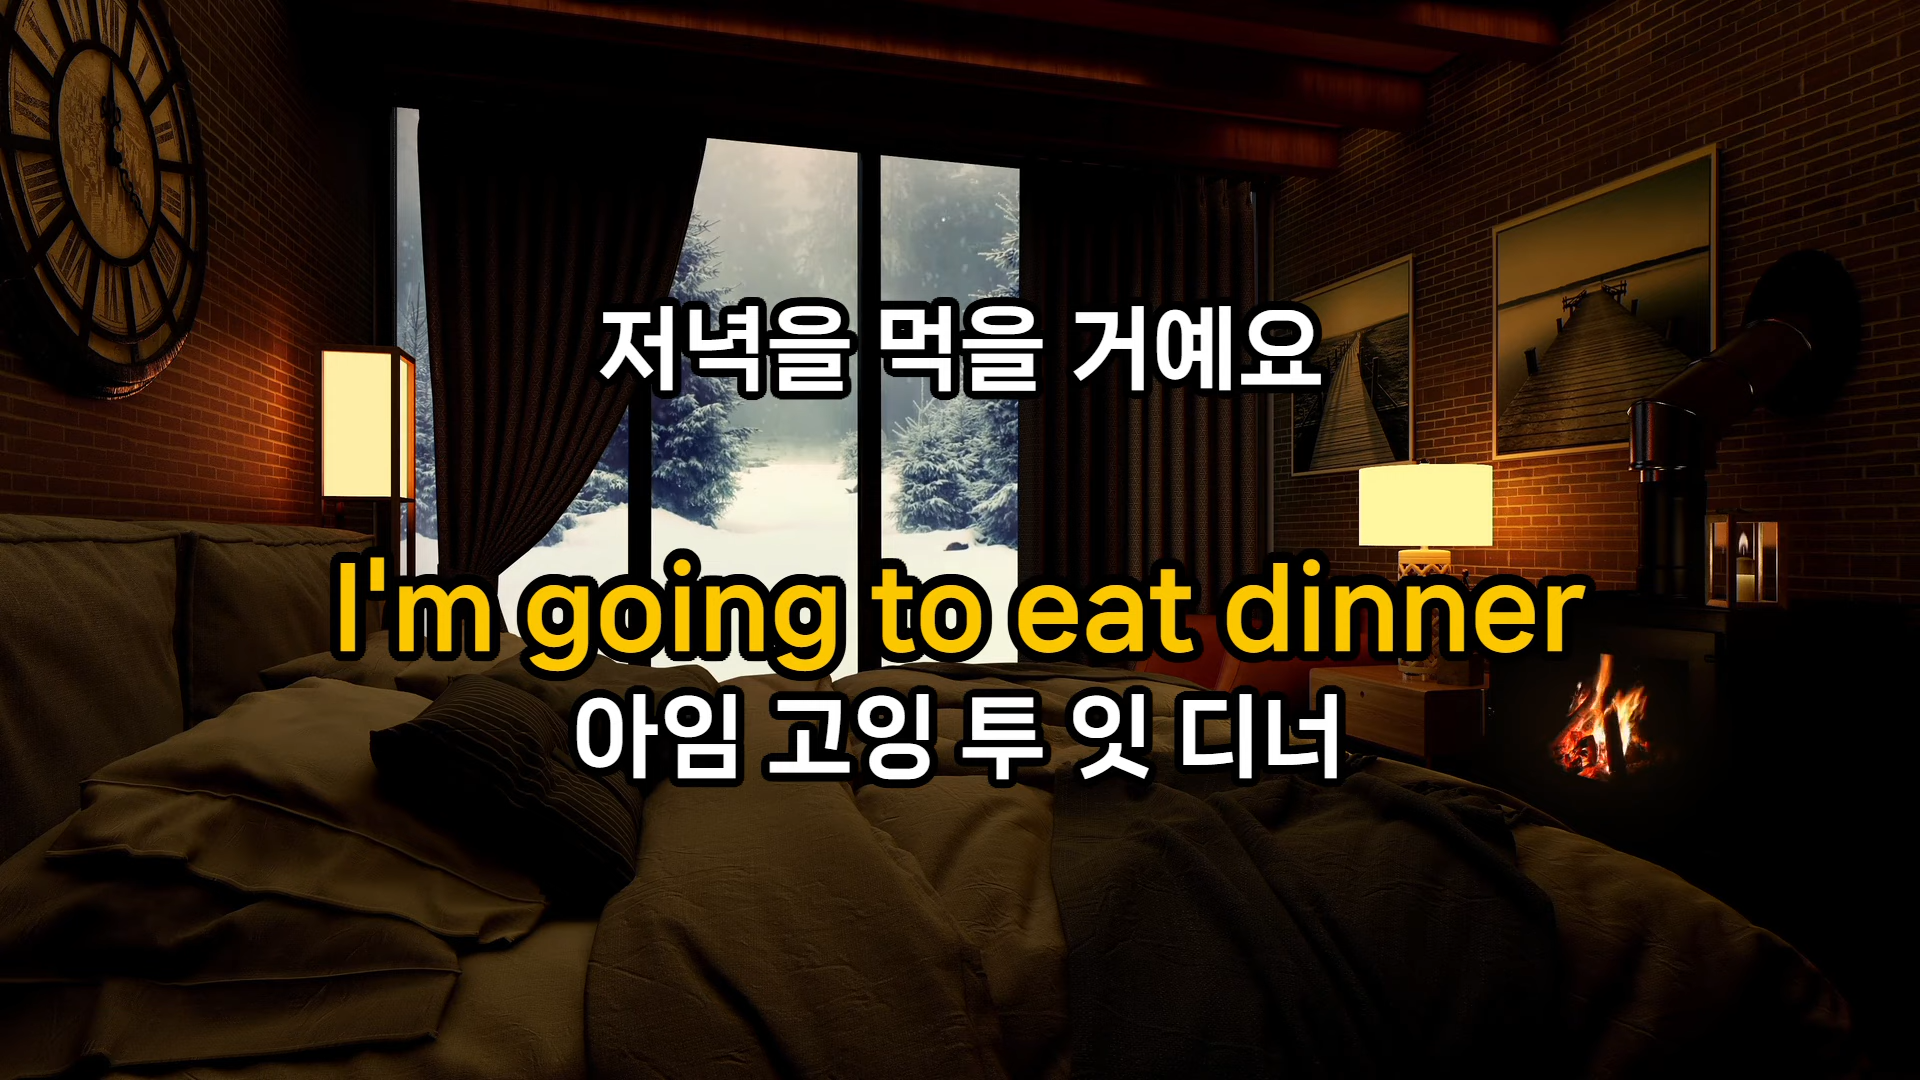 저녁을 먹을 거예요
I'm going to eat dinner
아임 고잉 투 잇 디너